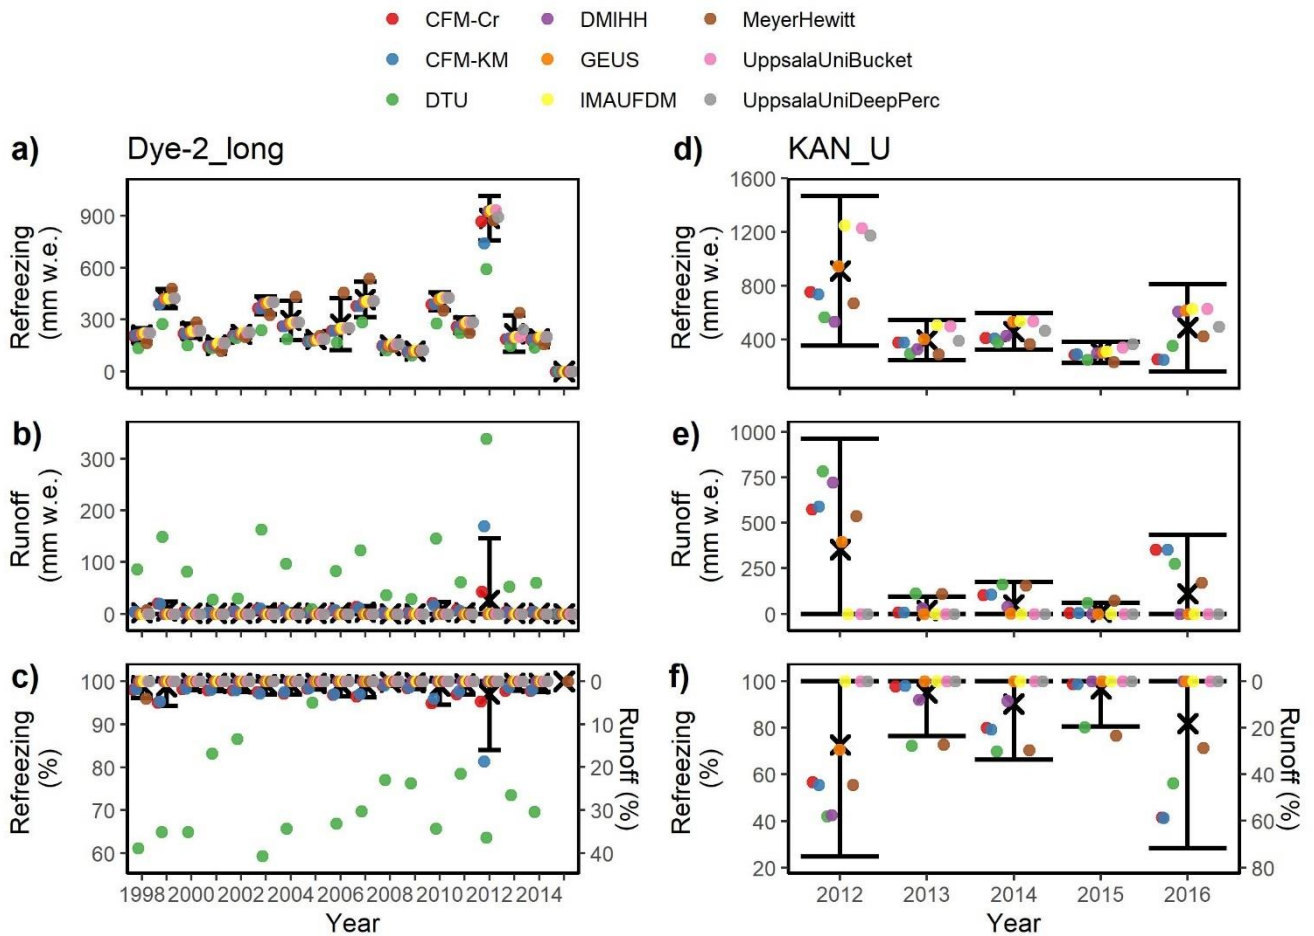 CFM-Cr DMIHH MeyerHewitt
CFM-KM GEUS UppsalaUniBucket
DTU IMAUFDM UppsalaUniDeepPerc
a) Dye-2_long
Refreezing
(mm w.e.)
900
600
300
0
b)
Runoff
(mm w.e.)
300
200
100
0
c)
Refreezing
(%)
100
90
80
70
60
0
10
20
30
40
Runoff (%)
1998 2000 2002 2004 2006 2008 2010 2012 2014
Year
d) KAN_U
Refreezing
(mm w.e.)
1600
1200
800
400
e)
Runoff
(mm w.e.)
1000
750
500
250
0
f)
Refreezing
(%)
100
80
60
40
20
0
20
40
60
80
Runoff (%)
2012 2013 2014 2015 2016
Year